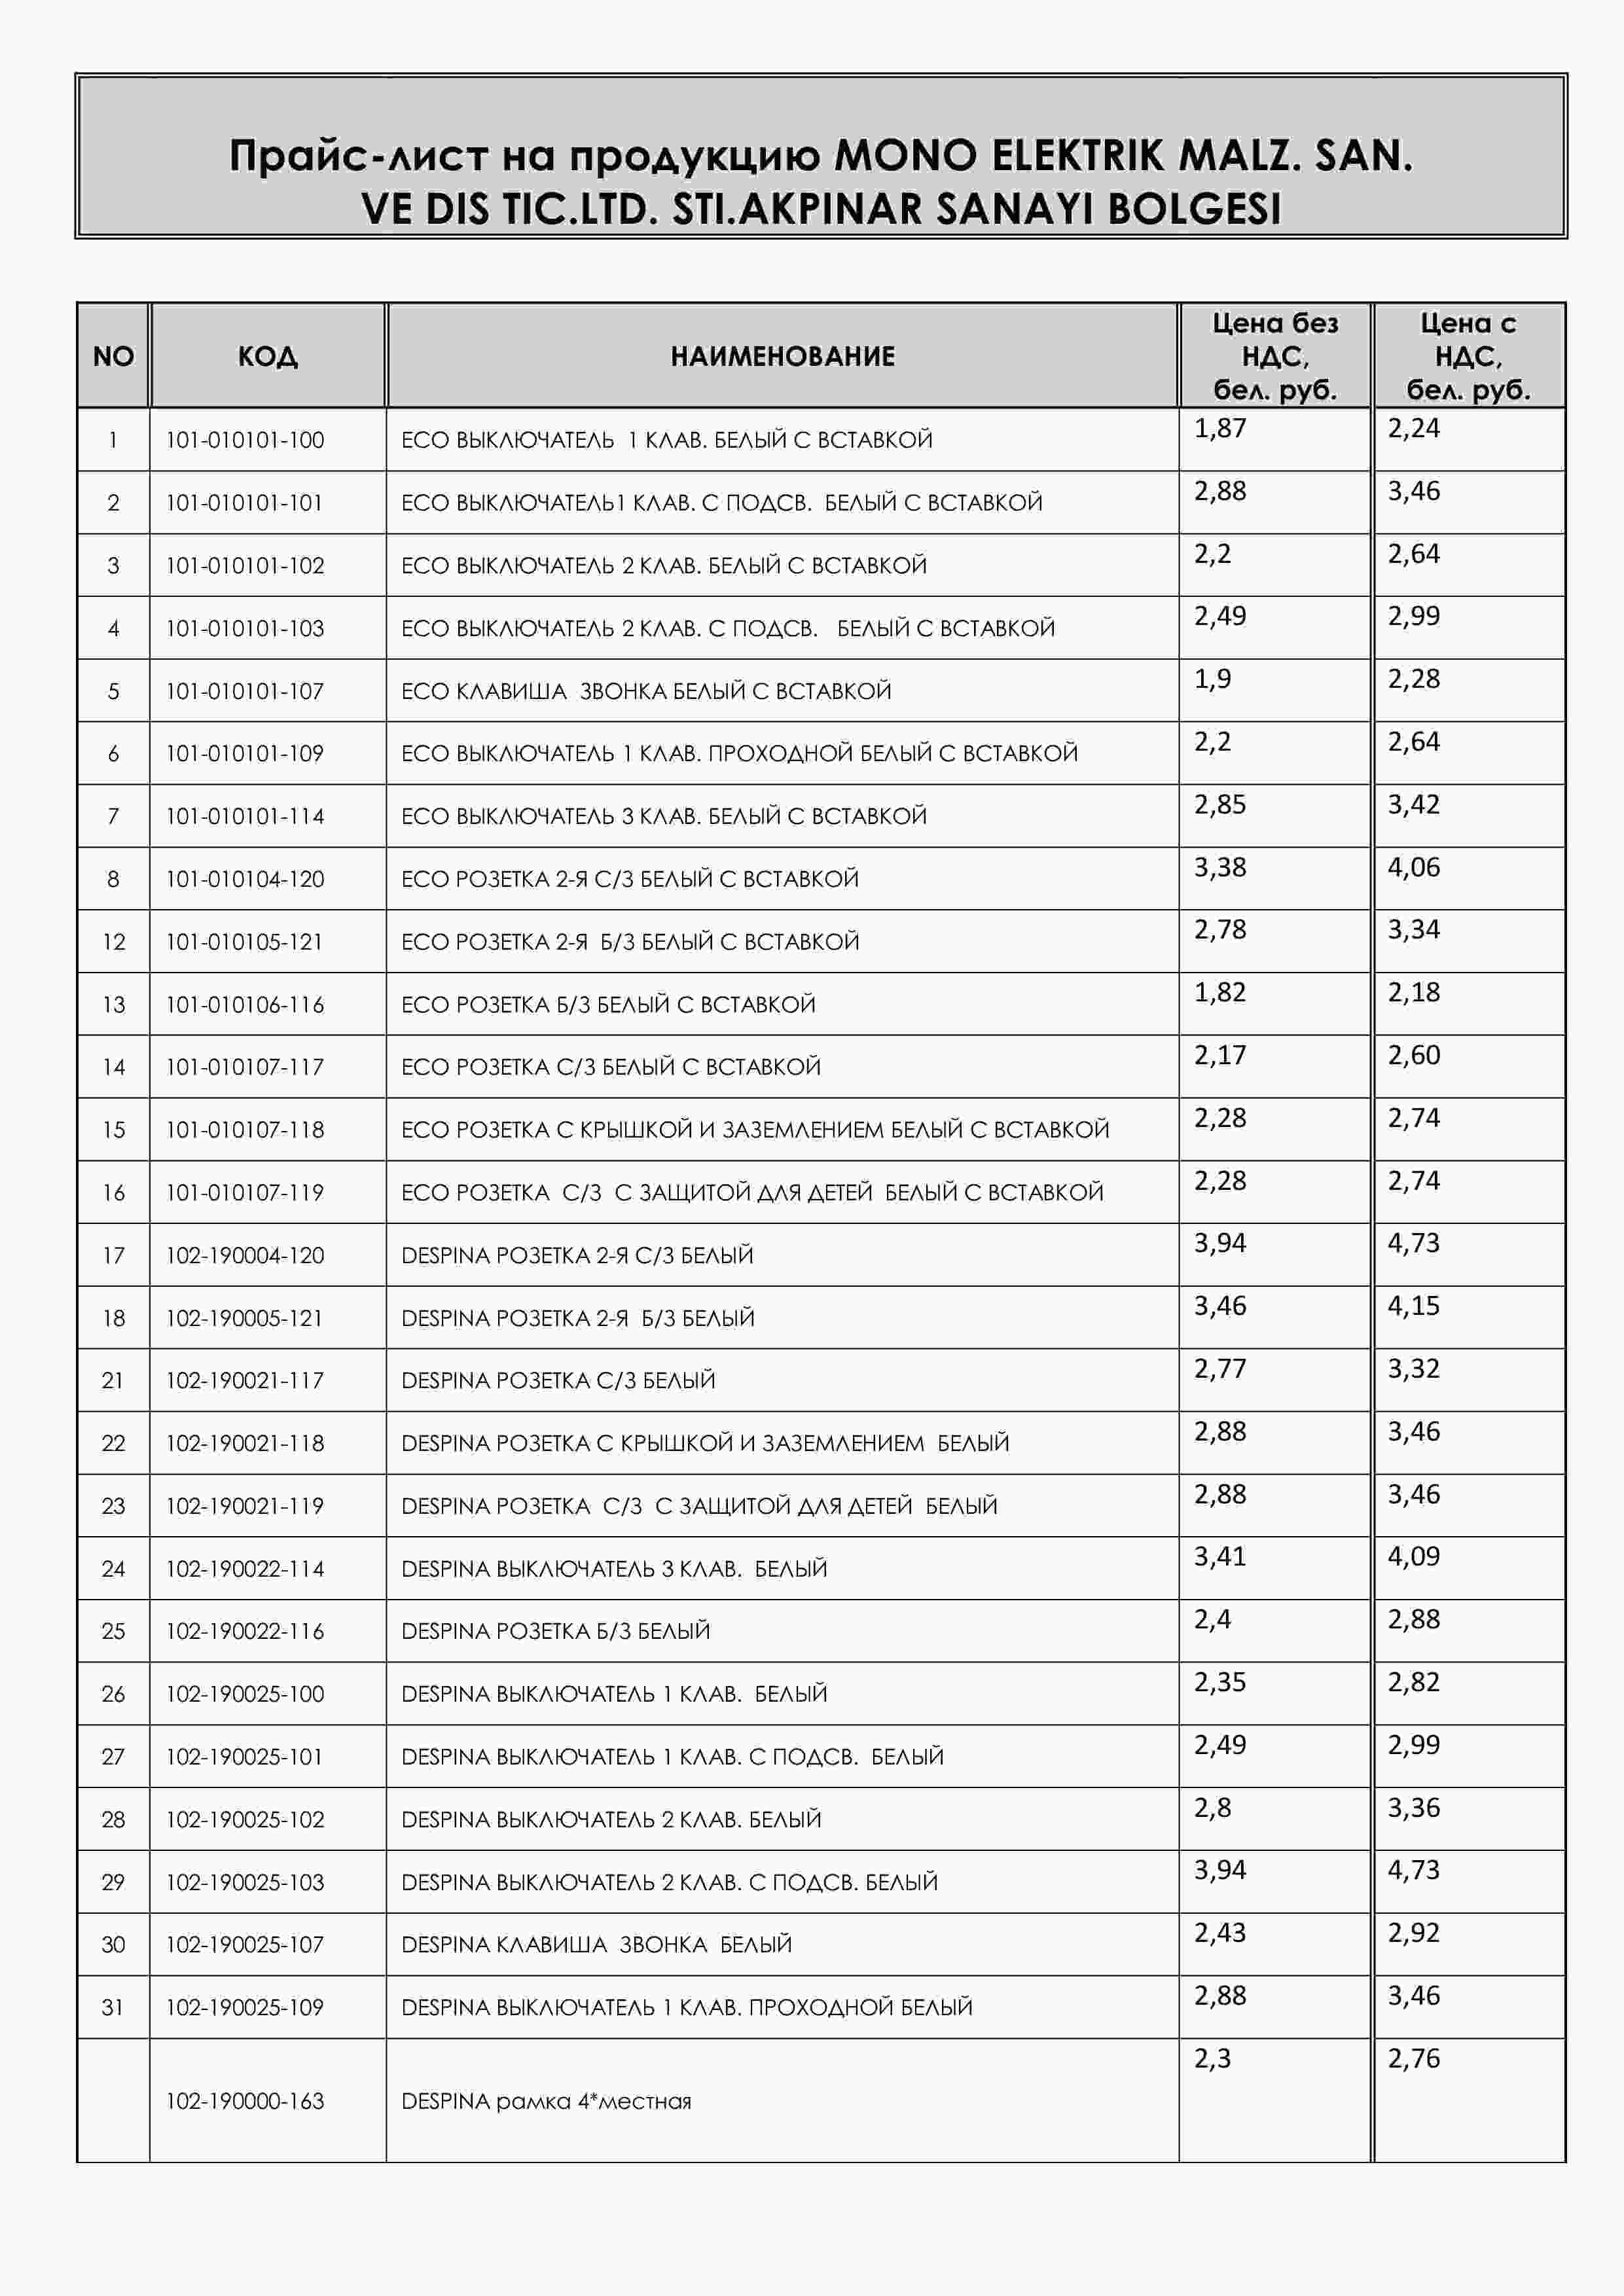 Прайс-лист на продукцию MONO ELEKTRIK MALZ. SAN.
VE DIS TIC.LTD. STI.AKPINAR SANAYI BOLGESI
NO КОД НАИМЕНОВАНИЕ Цена без НДС, бел. руб. Цена с НДС, бел. руб.
1 101-010101-100 ECO ВЫКЛЮЧАТЕЛЬ 1 КЛАВ. БЕЛЫЙ С ВСТАВКОЙ 1,87 2,24
2 101-010101-101 ECO ВЫКЛЮЧАТЕЛЬ1 КЛАВ. С ПОДСВ. БЕЛЫЙ С ВСТАВКОЙ 2,88 3,46
3 101-010101-102 ECO ВЫКЛЮЧАТЕЛЬ 2 КЛАВ. БЕЛЫЙ С ВСТАВКОЙ 2,2 2,64
4 101-010101-103 ECO ВЫКЛЮЧАТЕЛЬ 2 КЛАВ. С ПОДСВ. БЕЛЫЙ С ВСТАВКОЙ 2,49 2,99
5 101-010101-107 ECO КЛАВИША ЗВОНКА БЕЛЫЙ С ВСТАВКОЙ 1,9 2,28
6 101-010101-109 ECO ВЫКЛЮЧАТЕЛЬ 1 КЛАВ. ПРОХОДНОЙ БЕЛЫЙ С ВСТАВКОЙ 2,2 2,64
7 101-010101-114 ECO ВЫКЛЮЧАТЕЛЬ 3 КЛАВ. БЕЛЫЙ С ВСТАВКОЙ 2,85 3,42
8 101-010104-120 ECO РОЗЕТКА 2-Я С/З БЕЛЫЙ С ВСТАВКОЙ 3,38 4,06
12 101-010105-121 ECO РОЗЕТКА 2-Я Б/З БЕЛЫЙ С ВСТАВКОЙ 2,78 3,34
13 101-010106-116 ECO РОЗЕТКА Б/З БЕЛЫЙ С ВСТАВКОЙ 1,82 2,18
14 101-010107-117 ECO РОЗЕТКА С/З БЕЛЫЙ С ВСТАВКОЙ 2,17 2,60
15 101-010107-118 ECO РОЗЕТКА С КРЫШКОЙ И ЗАЗЕМЛЕНИЕМ БЕЛЫЙ С ВСТАВКОЙ 2,28 2,74
16 101-010107-119 ECO РОЗЕТКА С/З С ЗАЩИТОЙ ДЛЯ ДЕТЕЙ БЕЛЫЙ С ВСТАВКОЙ 2,28 2,74
17 102-190004-120 DESPINA РОЗЕТКА 2-Я С/З БЕЛЫЙ 3,94 4,73
18 102-190005-121 DESPINA РОЗЕТКА 2-Я Б/З БЕЛЫЙ 3,46 4,15
21 102-190021-117 DESPINA РОЗЕТКА С/З БЕЛЫЙ 2,77 3,32
22 102-190021-118 DESPINA РОЗЕТКА С КРЫШКОЙ И ЗАЗЕМЛЕНИЕМ БЕЛЫЙ 2,88 3,46
23 102-190021-119 DESPINA РОЗЕТКА С/З С ЗАЩИТОЙ ДЛЯ ДЕТЕЙ БЕЛЫЙ 2,88 3,46
24 102-190022-114 DESPINA ВЫКЛЮЧАТЕЛЬ 3 КЛАВ. БЕЛЫЙ 3,41 4,09
25 102-190022-116 DESPINA РОЗЕТКА Б/З БЕЛЫЙ 2,4 2,88
26 102-190025-100 DESPINA ВЫКЛЮЧАТЕЛЬ 1 КЛАВ. БЕЛЫЙ 2,35 2,82
27 102-190025-101 DESPINA ВЫКЛЮЧАТЕЛЬ 1 КЛАВ. С ПОДСВ. БЕЛЫЙ 2,49 2,99
28 102-190025-102 DESPINA ВЫКЛЮЧАТЕЛЬ 2 КЛАВ. БЕЛЫЙ 2,8 3,36
29 102-190025-103 DESPINA ВЫКЛЮЧАТЕЛЬ 2 КЛАВ. С ПОДСВ. БЕЛЫЙ 3,94 4,73
30 102-190025-107 DESPINA КЛАВИША ЗВОНКА БЕЛЫЙ 2,43 2,92
31 102-190025-109 DESPINA ВЫКЛЮЧАТЕЛЬ 1 КЛАВ. ПРОХОДНОЙ БЕЛЫЙ 2,88 3,46
102-190000-163 DESPINA рамка 4*местная 2,3 2,76